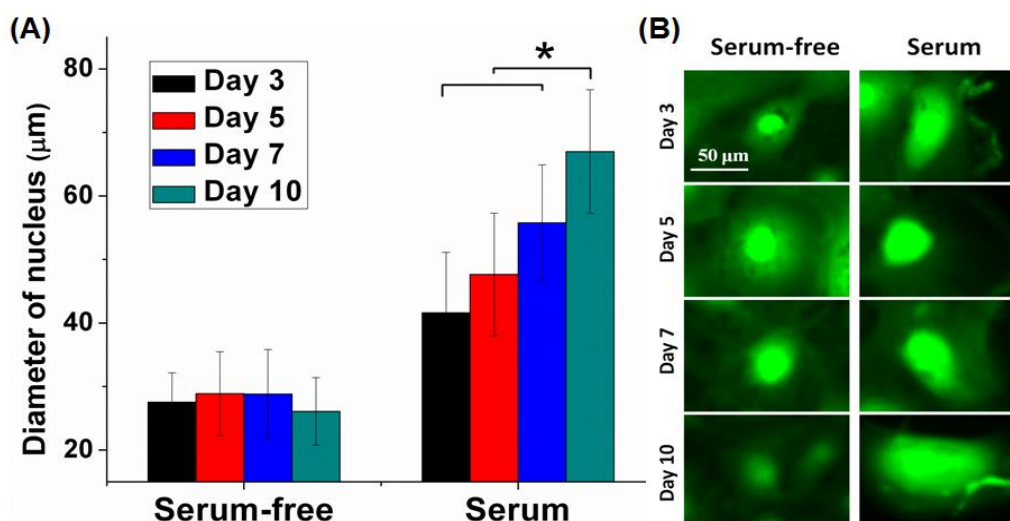 (A)
Diameter of nucleus (μm)
80
60
40
20
Day 3
Day 5
Day 7
Day 10
*
Serum-free
Serum
(B)
Serum-free
Serum
Day 3
50 μm
Day 5
Day 7
Day 10